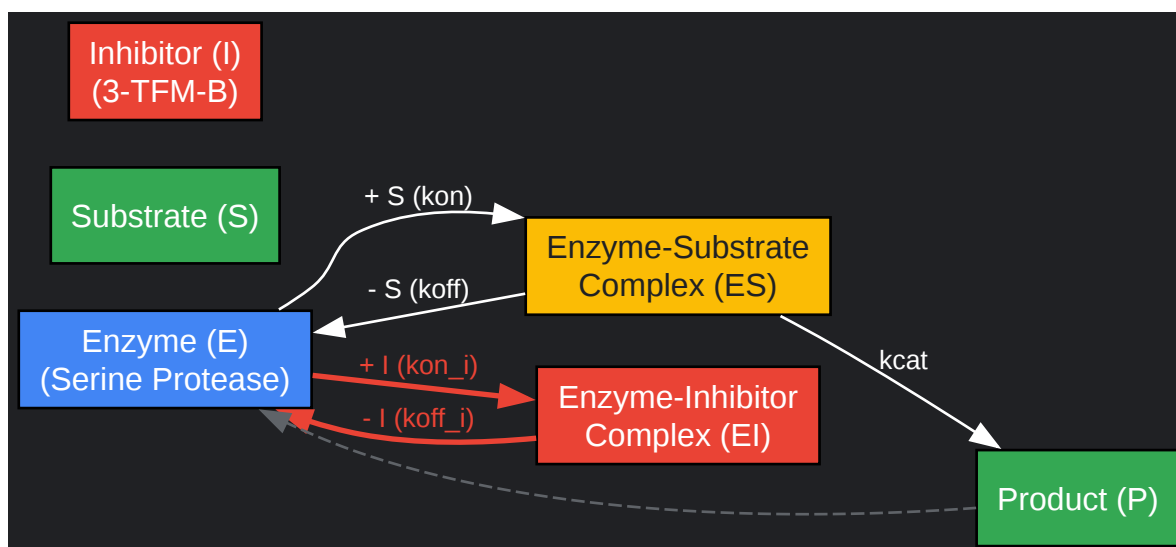 Inhibitor (I)
(3-TFM-B)
Substrate (S)
+ S (kon)
Enzyme-Substrate
Complex (ES)
- S (koff)
Enzyme (E)
(Serine Protease)
+ I (kon_i)
- I (koff_i)
Enzyme-Inhibitor
Complex (EI)
kcat
Product (P)